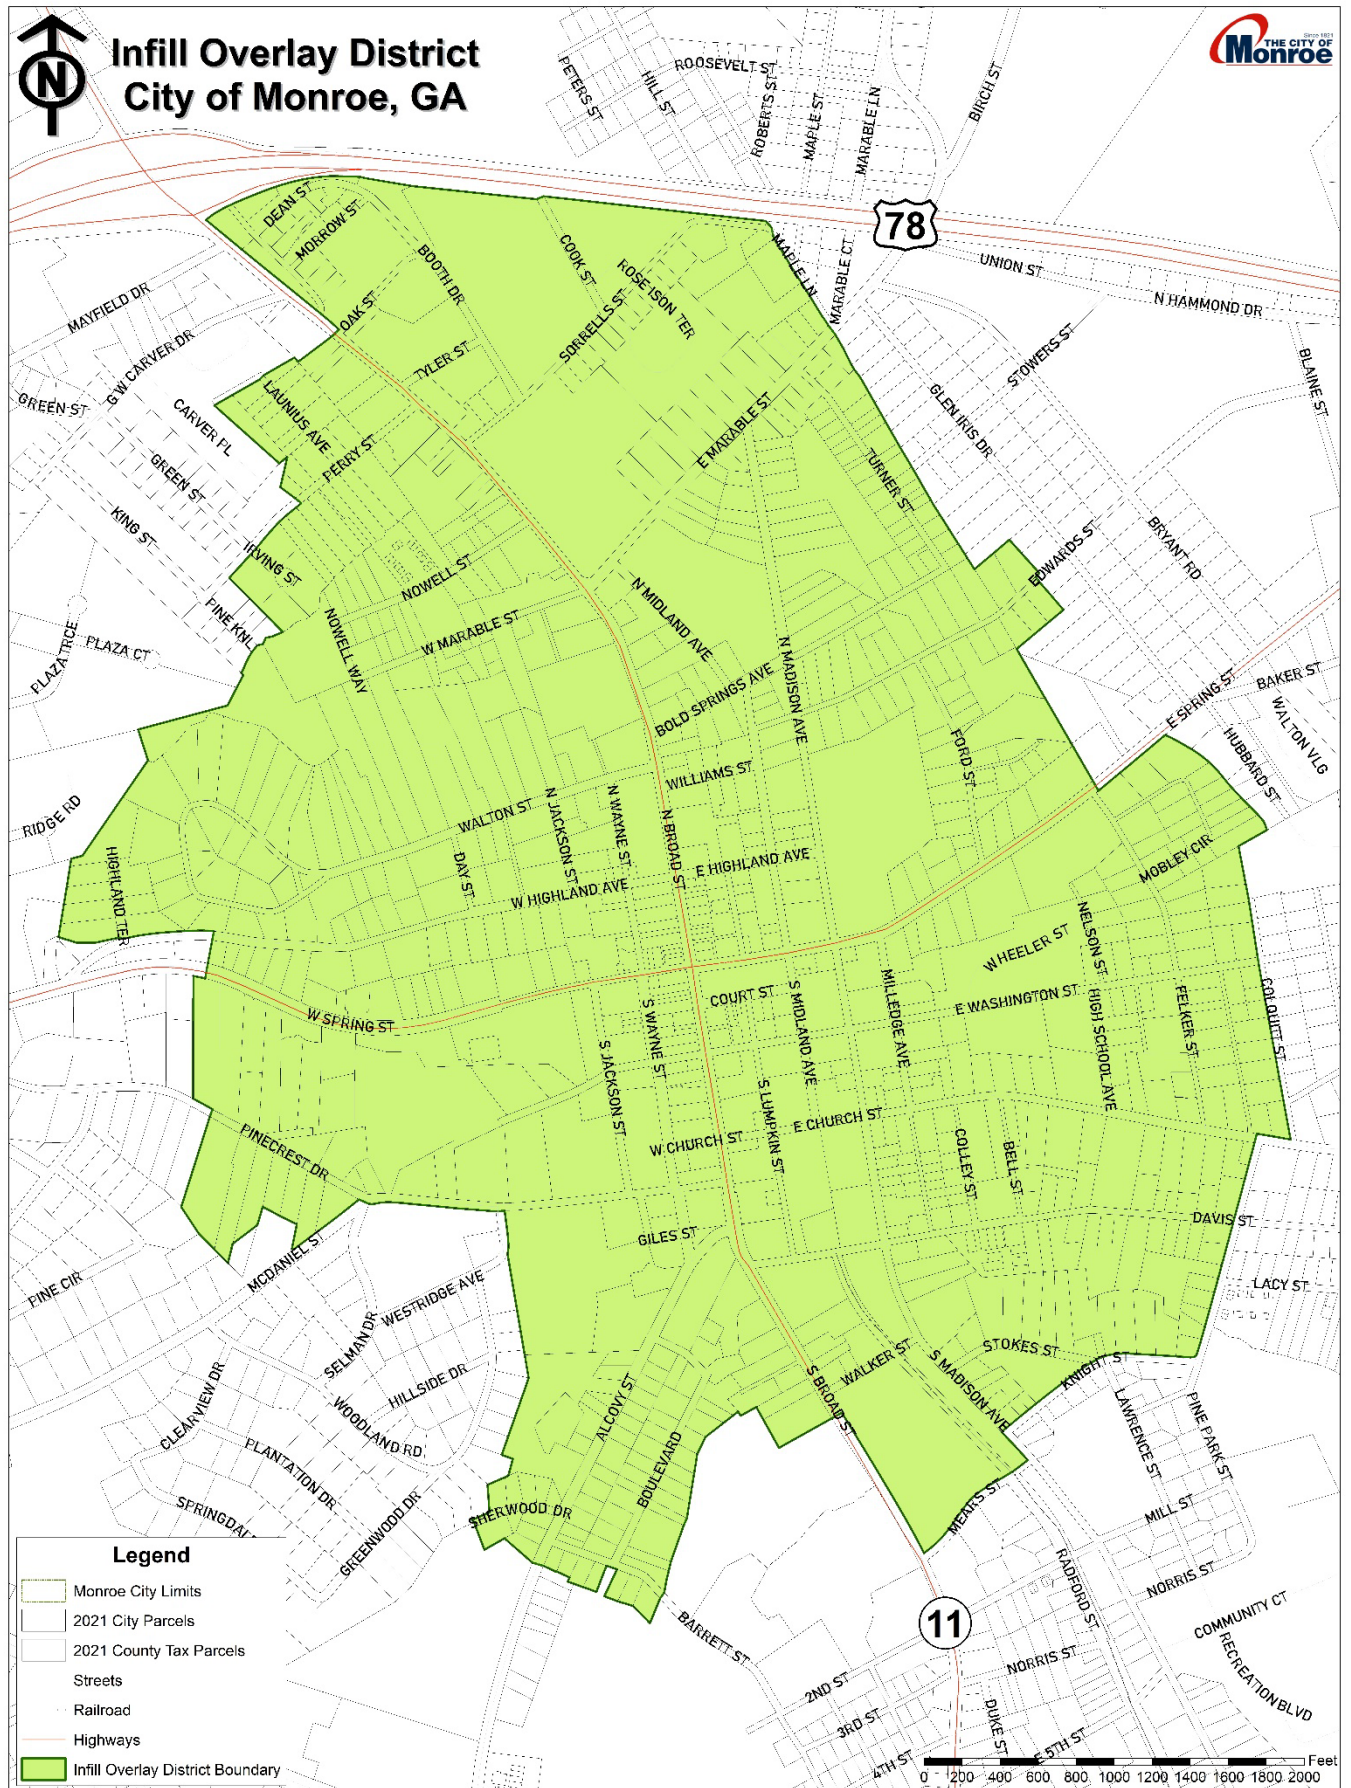 Infill Overlay District
City of Monroe, GA
N
Since 1821
THE CITY OF
Monroe
ROOSEVELT ST
PETERS ST
HILL ST
ROBERTS ST
MAPLE ST
MARABLE LN
BIRCH ST
78
DEAN ST
MORROW ST
BOOTH DR
COOK ST
ROSE ISON TER
MAPLE LN
MARABLE CT
UNION ST
N HAMMOND DR
MAYFIELD DR
OAK ST
SORRELLS ST
STOWERS ST
BLAINE ST
G W CARVER DR
TYLER ST
GREEN ST
CARVER PL
LAUNIUS AVE
PERRY ST
E MARABLE ST
GLEN IRIS DR
TURNER ST
GREEN ST
KING ST
IRVING ST
NOWELL ST
EDWARDS ST
BRYANT RD
PINE KNL
NOWELL WAY
W MARABLE ST
N MIDLAND AVE
N MADISON AVE
PLAZA TRCE
PLAZA CT
BOLD SPRINGS AVE
E SPRING ST
BAKER ST
WALTON VLG
HUBBARD ST
FORD ST
WILLIAMS ST
RIDGE RD
WALTON ST
N JACKSON ST
N WAYNE ST
N BROAD ST
HIGHLAND TER
DAY ST
W HIGHLAND AVE
E HIGHLAND AVE
MOBLEY CIR
NELSON ST
WHEELER ST
W SPRING ST
COURT ST
S WAYNE ST
S MIDLAND AVE
MILLEDGE AVE
E WASHINGTON ST
HIGH SCHOOL AVE
FELKER ST
COLQUITT ST
S JACKSON ST
S LUMPKIN ST
PINECREST DR
W CHURCH ST
E CHURCH ST
COLLEY ST
BELL ST
GILES ST
DAVIS ST
MCDANIEL ST
PINE CIR
WESTRIDGE AVE
LACY ST
SELMAN DR
HILLSIDE DR
S BROAD ST
WALKER ST
S MADISON AVE
STOKES ST
KNIGHT ST
CLEARVIEW DR
WOODLAND RD
ALCOVY ST
BOULEVARD
LAWRENCE ST
PINE PARK ST
PLANTATION DR
SHERWOOD DR
MEARS ST
MILL ST
GREENWOOD DR
RADFORD ST
NORRIS ST
BARRETT ST
11
COMMUNITY CT
RECREATION BLVD
NORRIS ST
2ND ST
3RD ST
4TH ST
DUKE ST
E 5TH ST
Legend
Monroe City Limits
2021 City Parcels
2021 County Tax Parcels
Streets
Railroad
Highways
Infill Overlay District Boundary
Feet
0 200 400 600 800 1000 1200 1400 1600 1800 2000